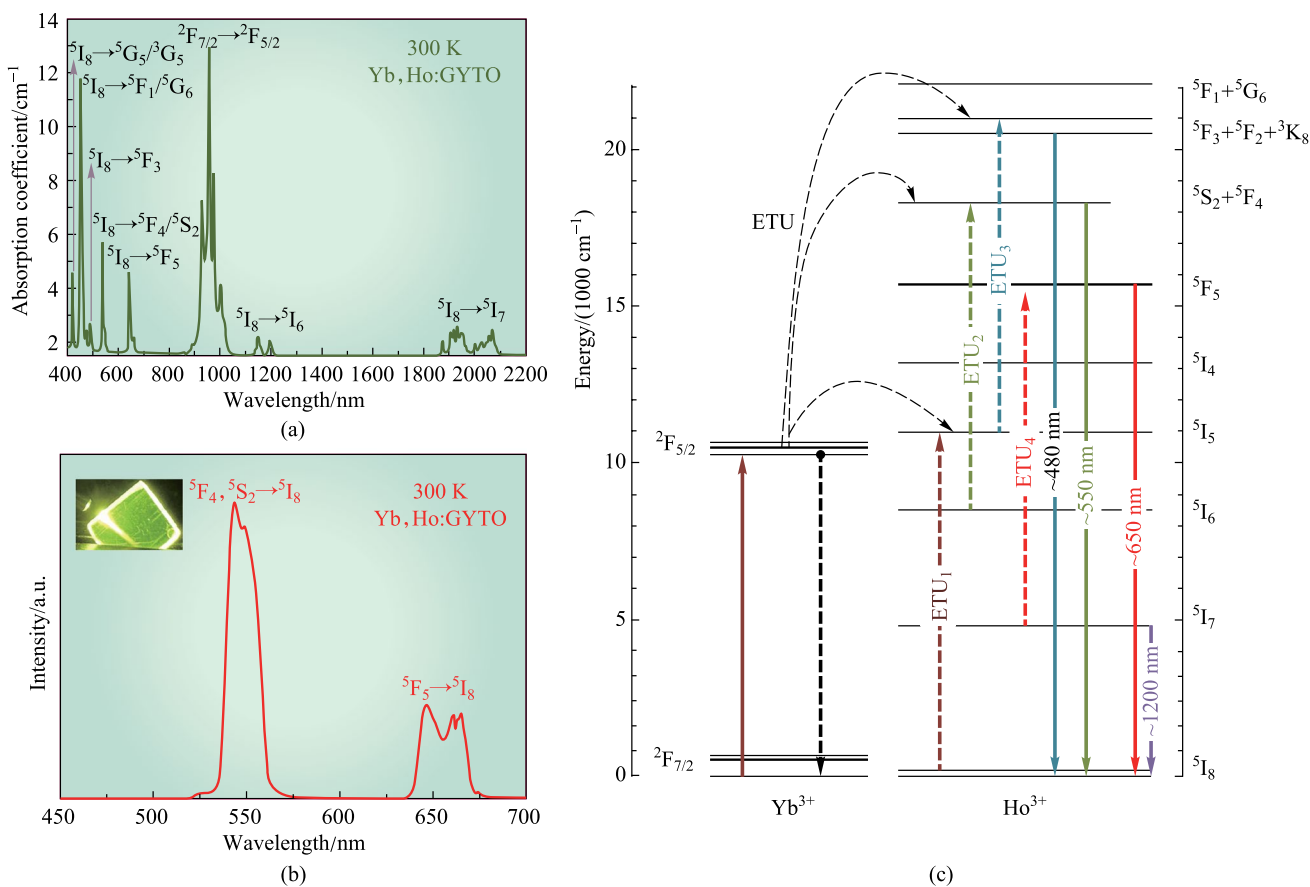 14
12
10
8
6
4
2
Absorption coefficient/cm⁻¹
²F₇/₂→²F₅/₂
300 K
Yb, Ho:GYTO
⁵I₈→⁵G₅/³G₅
⁵I₈→⁵F₁/⁵G₆
⁵I₈→⁵F₃
⁵I₈→⁵F₄/⁵S₂
⁵I₈→⁵F₅
⁵I₈→⁵I₆
⁵I₈→⁵I₇
400 600 800 1000 1200 1400 1600 1800 2000 2200
Wavelength/nm
(a)
⁵F₄, ⁵S₂→⁵I₈
300 K
Yb, Ho:GYTO
⁵F₅→⁵I₈
Intensity/a.u.
450 500 550 600 650 700
Wavelength/nm
(b)
Energy/(1000 cm⁻¹)
20
15
10
5
0
ETU
²F₅/₂
²F₇/₂
Yb³⁺
ETU₁
ETU₂
ETU₃
ETU₄
~480 nm
~550 nm
~650 nm
~1200 nm
⁵F₁+⁵G₆
⁵F₃+⁵F₂+³K₈
⁵S₂+⁵F₄
⁵F₅
⁵I₄
⁵I₅
⁵I₆
⁵I₇
⁵I₈
Ho³⁺
(c)